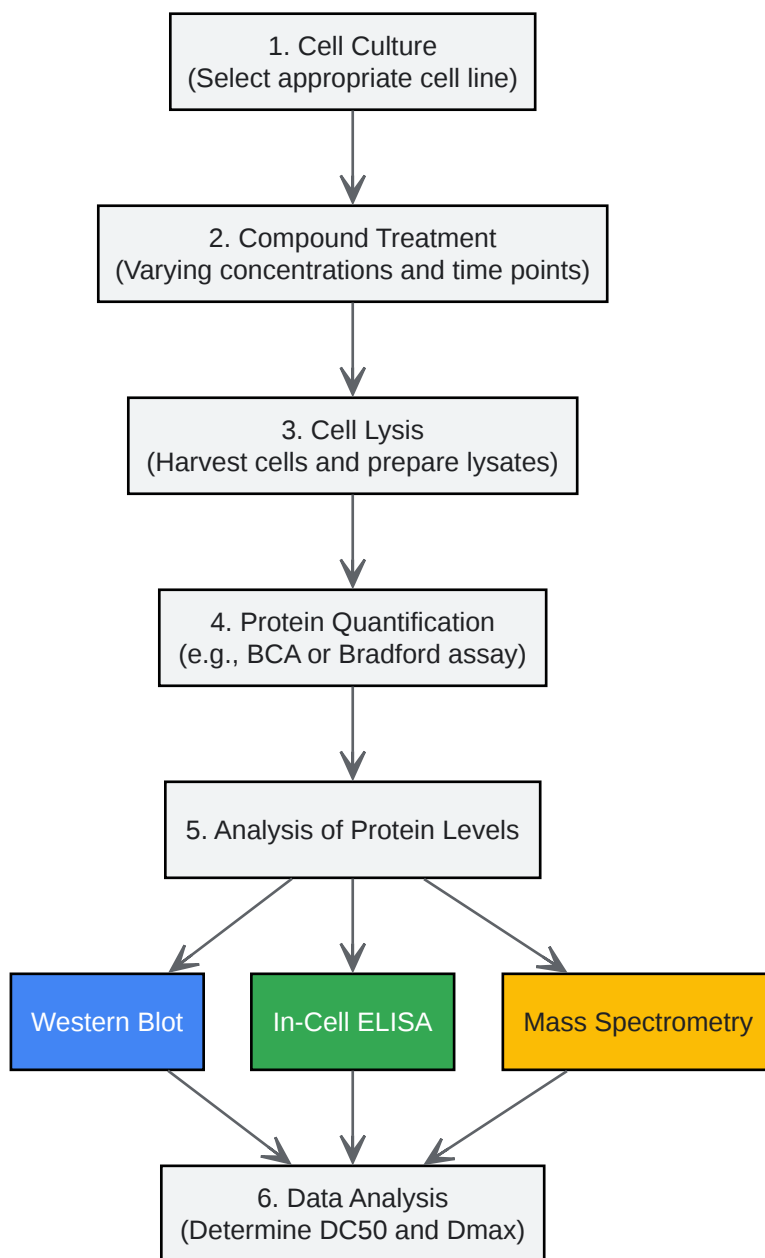 1. Cell Culture
(Select appropriate cell line)
2. Compound Treatment
(Varying concentrations and time points)
3. Cell Lysis
(Harvest cells and prepare lysates)
4. Protein Quantification
(e.g., BCA or Bradford assay)
5. Analysis of Protein Levels
Western Blot
In-Cell ELISA
Mass Spectrometry
6. Data Analysis
(Determine DC50 and Dmax)